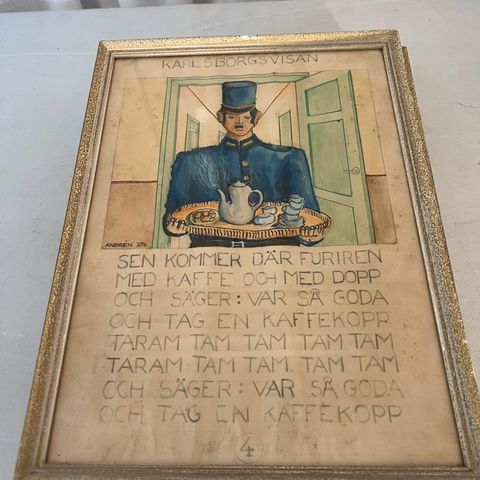 KARLSBORGSVISAN
ANDRÉN 25
SEN KOMMER DÄR FURIREN
MED KAFFE OCH MED DOPP
OCH SÄGER: VAR SÅ GODA
OCH TAG EN KAFFEKOPP
TARAM TAM TAM TAM TAM
TARAM TAM TAM. TAM TAM
OCH SÄGER: VAR SÅ GODA
OCH TAG EN KAFFEKOPP
4